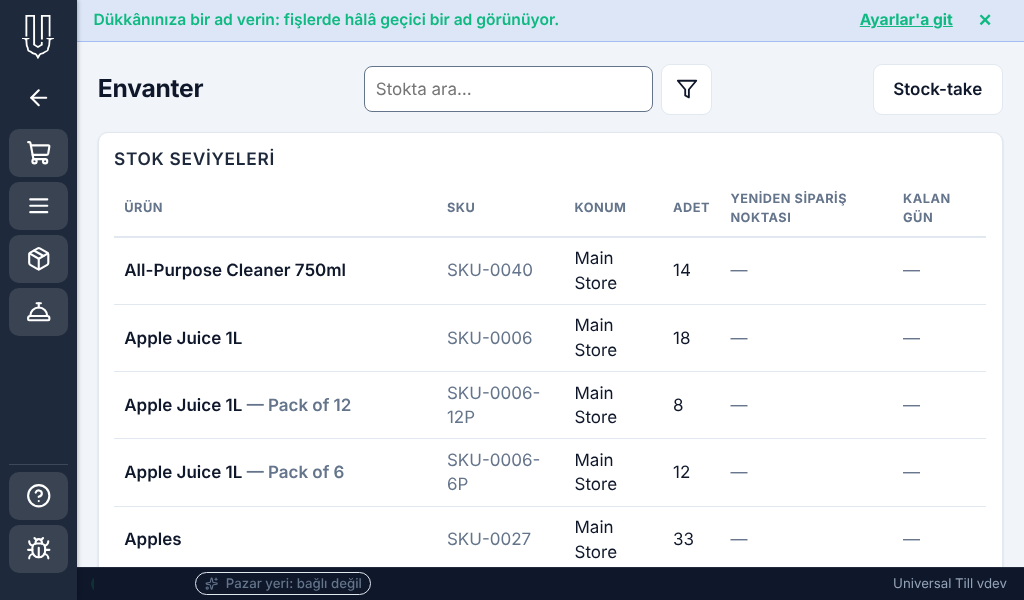 Dükkânınıza bir ad verin: fişlerde hâlâ geçici bir ad görünüyor.
Ayarlar'a git
Envanter
Stokta ara...
Stock-take
STOK SEVİYELERİ
ÜRÜN SKU KONUM ADET YENİDEN SİPARİŞ NOKTASI KALAN GÜN
All-Purpose Cleaner 750ml SKU-0040 Main Store 14 —  —
Apple Juice 1L SKU-0006 Main Store 18 — —
Apple Juice 1L — Pack of 12 SKU-0006-12P Main Store 8 — —
Apple Juice 1L — Pack of 6 SKU-0006-6P Main Store 12 — —
Apples SKU-0027 Main Store 33 — —
Pazar yeri: bağlı değil
Universal Till vdev